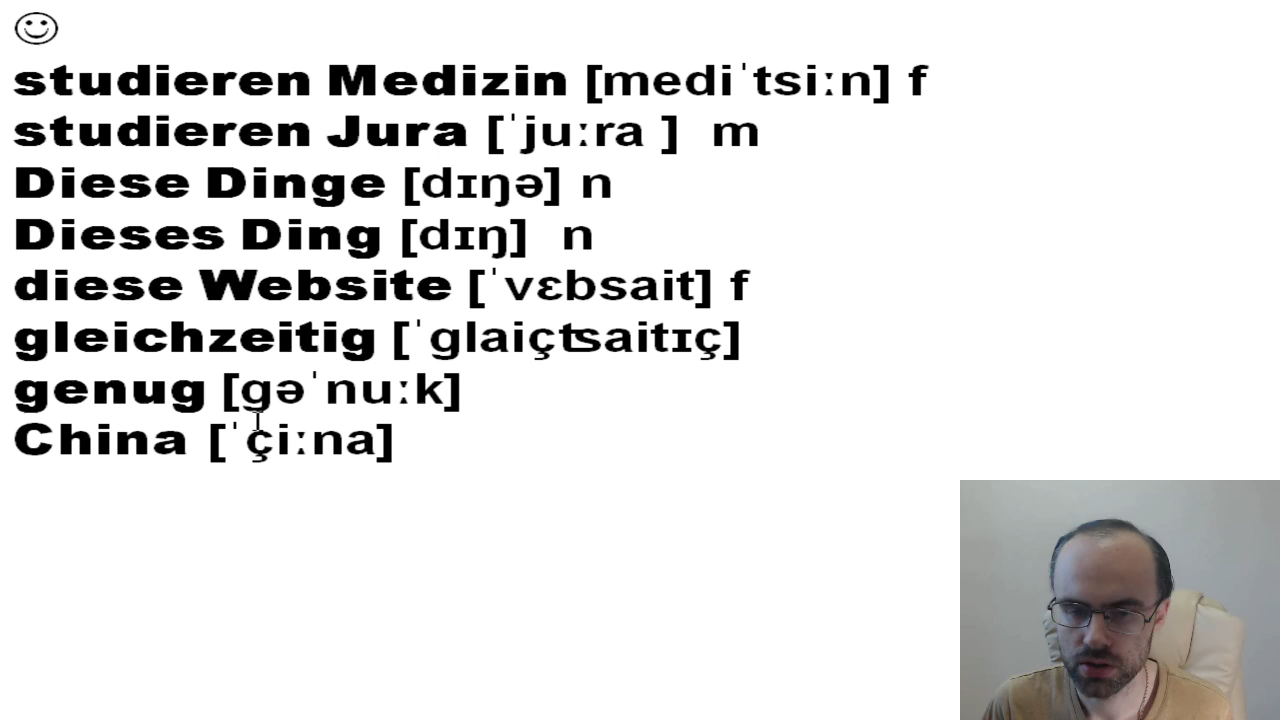 studieren Medizin [mediˈtsiːn] f
studieren Jura [ˈjuːra ] m
Diese Dinge [dɪŋə] n
Dieses Ding [dɪŋ] n
diese Website [ˈvɛbsait] f
gleichzeitig [ˈglaiçʦaitɪç]
genug [gəˈnuːk]
China [ˈçiːna]